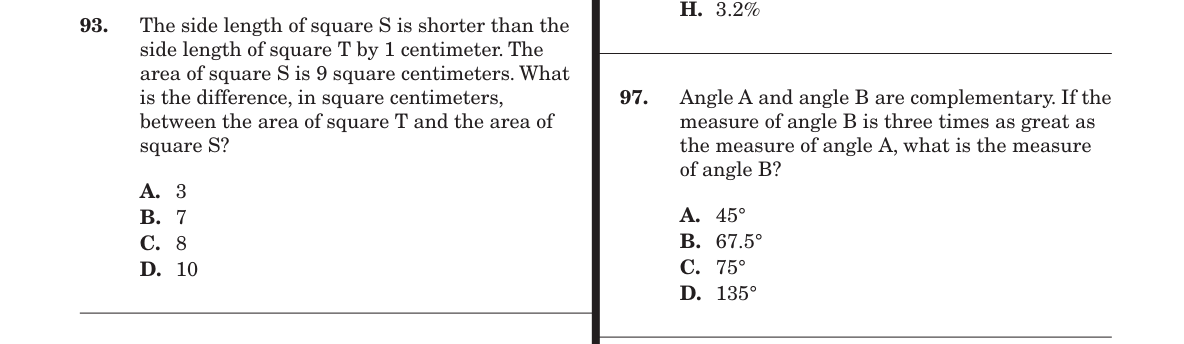 93. The side length of square S is shorter than the
side length of square T by 1 centimeter. The
area of square S is 9 square centimeters. What
is the difference, in square centimeters,
between the area of square T and the area of
square S?
A. 3
B. 7
C. 8
D. 10
H. 3.2%
97. Angle A and angle B are complementary. If the
measure of angle B is three times as great as
the measure of angle A, what is the measure
of angle B?
A. 45°
B. 67.5°
C. 75°
D. 135°